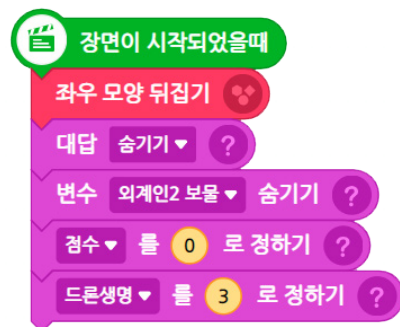 장면이 시작되었을때
좌우 모양 뒤집기
대답 숨기기 ▼ ?
변수 외계인2 보물 ▼ 숨기기 ?
점수 ▼ 를 0 로 정하기 ?
드론생명 ▼ 를 3 로 정하기 ?